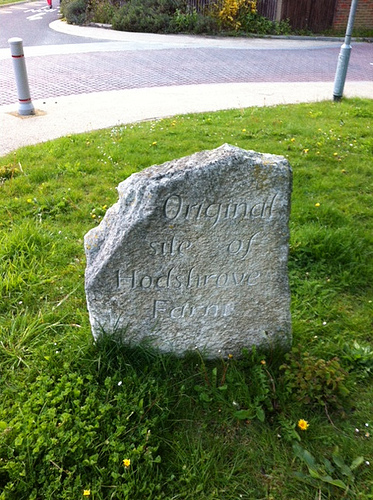 Original
site of
Hodshrove
Farm